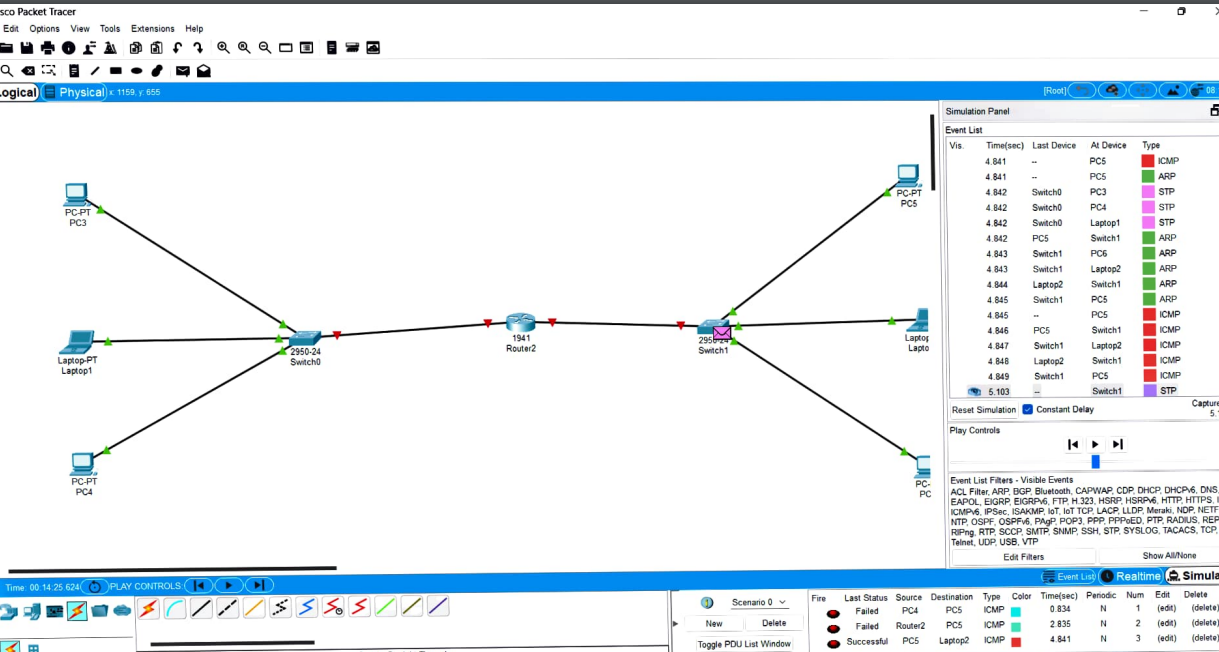 sco Packet Tracer
Edit Options View Tools Extensions Help
ogical Physical x: 1159, y: 655 [Root] 08
Simulation Panel
Event List
Vis. Time(sec) Last Device At Device Type
4.841 -- PC5 ICMP
4.841 -- PC5 ARP
4.842 Switch0 PC3 STP
4.842 Switch0 PC4 STP
4.842 Switch0 Laptop1 STP
4.842 PC5 Switch1 ARP
4.843 Switch1 PC6 ARP
4.843 Switch1 Laptop2 ARP
4.844 Laptop2 Switch1 ARP
4.845 Switch1 PC5 ARP
4.845 -- PC5 ICMP
4.846 PC5 Switch1 ICMP
4.847 Switch1 Laptop2 ICMP
4.848 Laptop2 Switch1 ICMP
4.849 Switch1 PC5 ICMP
5.103 -- Switch1 STP
Reset Simulation Constant Delay Capture
5.
Play Controls
Event List Filters - Visible Events
ACL Filter, ARP, BGP, Bluetooth, CAPWAP, CDP, DHCP, DHCPv6, DNS,
EAPOL, EIGRP, EIGRPv6, FTP, H.323, HSRP, HSRPv6, HTTP, HTTPS, I
ICMPv6, IPSec, ISAKMP, IoT, IoT TCP, LACP, LLDP, Meraki, NDP, NETF
NTP, OSPF, OSPFv6, PAgP, POP3, PPP, PPPoED, PTP, RADIUS, REP
RIPng, RTP, SCCP, SMTP, SNMP, SSH, STP, SYSLOG, TACACS, TCP,
Telnet, UDP, USB, VTP
Edit Filters Show All/None
PC-PT
PC3
Laptop-PT
Laptop1
PC-PT
PC4
2950-24
Switch0
1941
Router2
2950-24
Switch1
PC-PT
PC5
Laptop
Lapto
PC-
PC
Event List Realtime Simula
Time: 00:14:25.624 PLAY CONTROLS:
Scenario 0
New Delete
Toggle PDU List Window
Fire Last Status Source Destination Type Color Time(sec) Periodic Num Edit Delete
Failed PC4 PC5 ICMP 0.834 N 1 (edit) (delete)
Failed Router2 PC5 ICMP 2.835 N 2 (edit) (delete)
Successful PC5 Laptop2 ICMP 4.841 N 3 (edit) (delete)